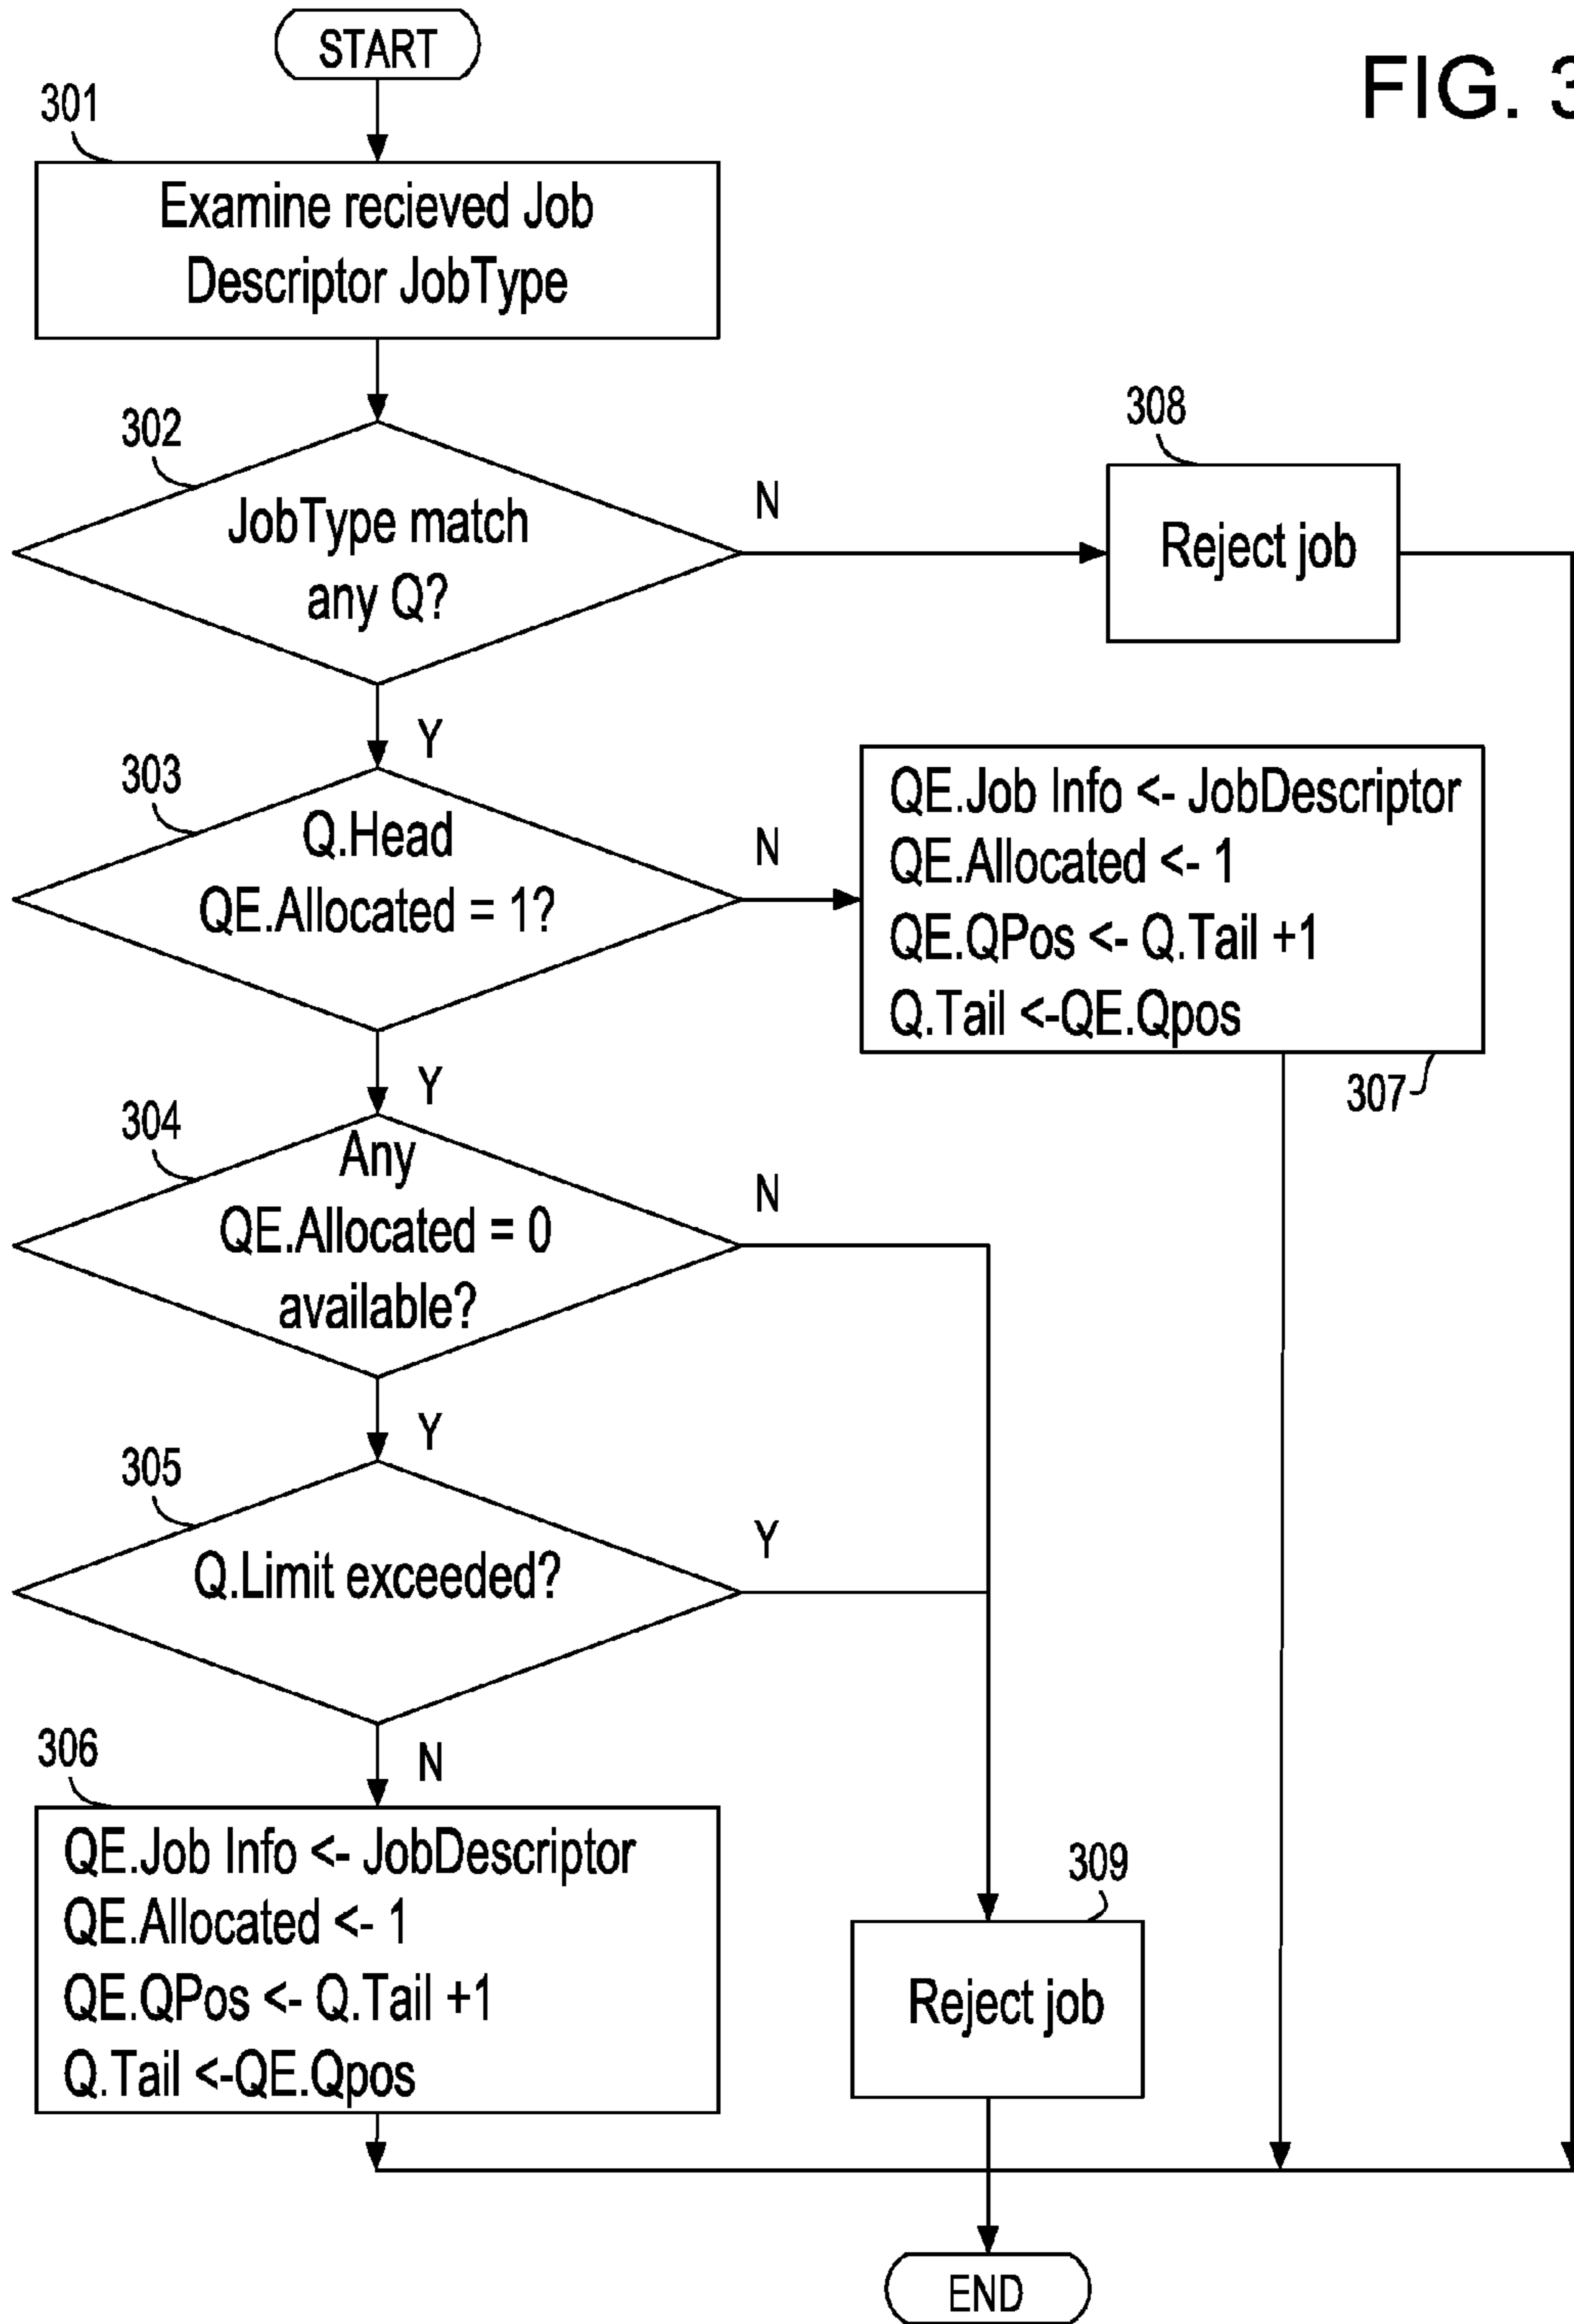 START
FIG. 3
301
Examine recieved Job
Descriptor JobType
302
JobType match
any Q?
N
308
Reject job
Y
303
Q.Head
QE.Allocated = 1?
N
QE.Job Info <- JobDescriptor
QE.Allocated <- 1
QE.QPos <- Q.Tail +1
Q.Tail <-QE.Qpos
307
Y
304
Any
QE.Allocated = 0
available?
N
Y
305
Q.Limit exceeded?
Y
N
306
QE.Job Info <- JobDescriptor
QE.Allocated <- 1
QE.QPos <- Q.Tail +1
Q.Tail <-QE.Qpos
309
Reject job
END